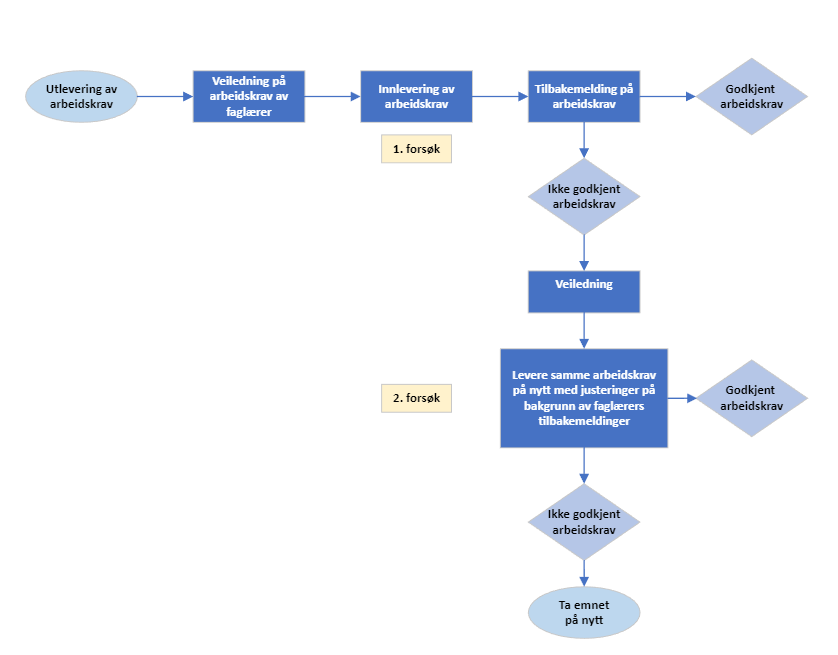 Utlevering av
arbeidskrav
Veiledning på
arbeidskrav av
faglærer
Innlevering av
arbeidskrav
Tilbakemelding på
arbeidskrav
Godkjent
arbeidskrav
1. forsøk
Ikke godkjent
arbeidskrav
Veiledning
2. forsøk
Levere samme arbeidskrav
på nytt med justeringer på
bakgrunn av faglærers
tilbakemeldinger
Godkjent
arbeidskrav
Ikke godkjent
arbeidskrav
Ta emnet
på nytt